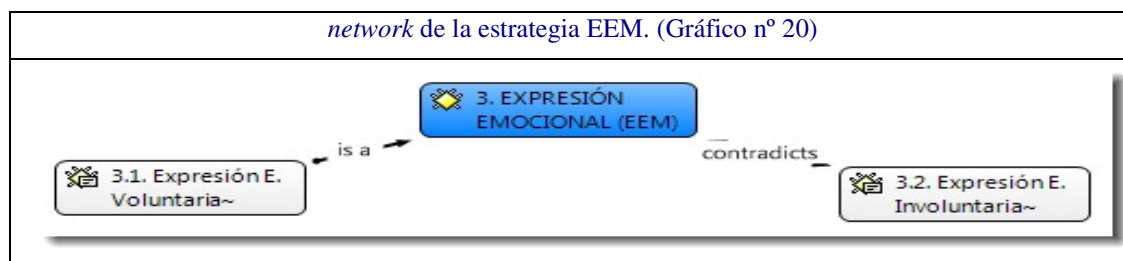 network de la estrategia EEM. (Gráfico nº 20)
3. EXPRESIÓN
EMOCIONAL (EEM)
is a
contradicts
3.1. Expresión E.
Voluntaria~
3.2. Expresión E.
Involuntaria~